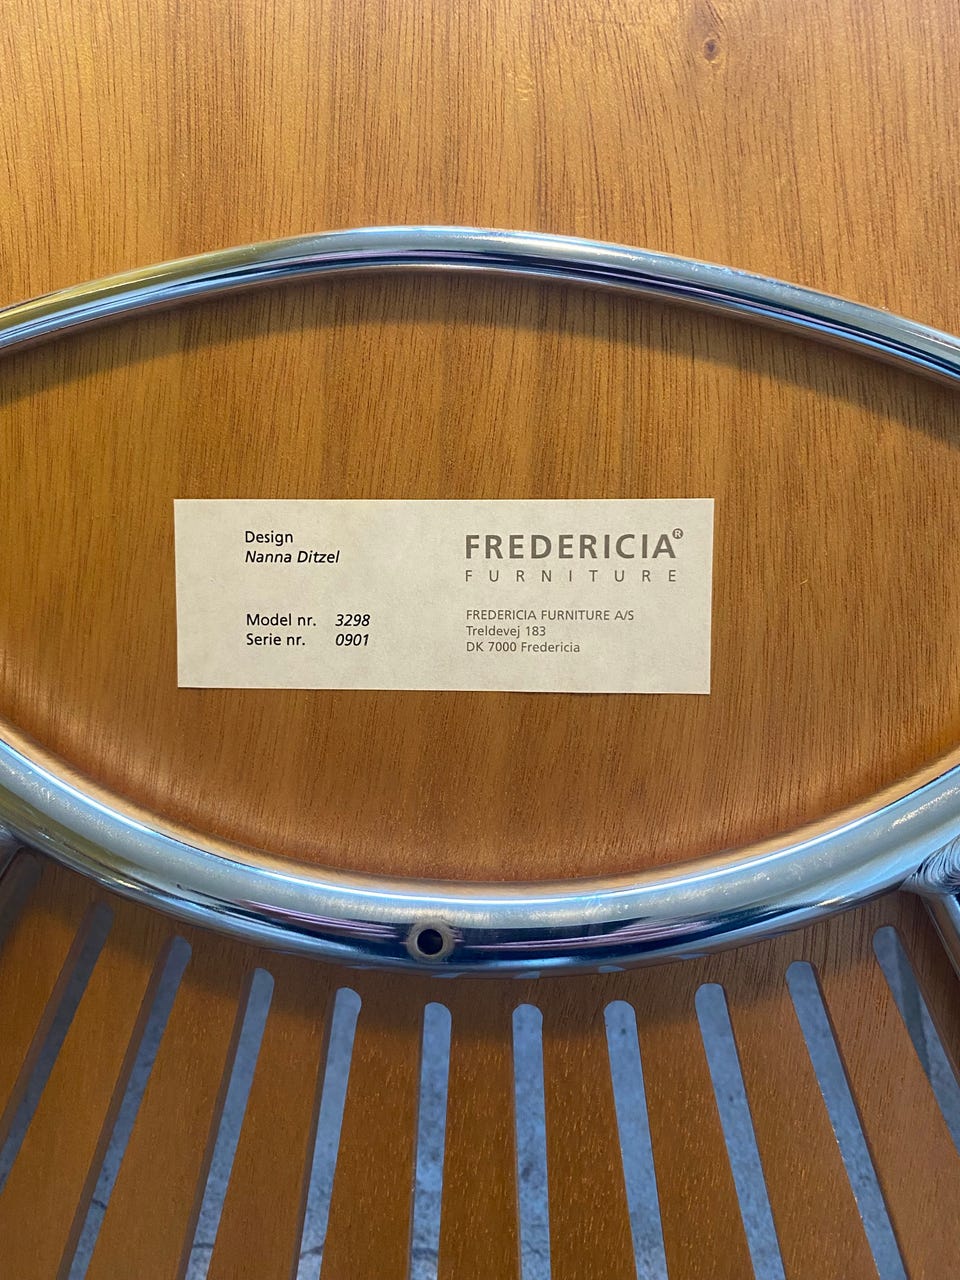 Design
Nanna Ditzel
Model nr. 3298
Serie nr. 0901
FREDERICIA®
FURNITURE
FREDERICIA FURNITURE A/S
Treldevej 183
DK 7000 Fredericia